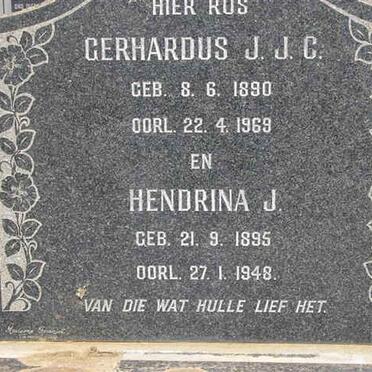 HIER RUS
GERHARDUS J. J. C.
GEB. 8. 6. 1890
OORL. 22. 4. 1969
EN
HENDRINA J.
GEB. 21. 9. 1895
OORL. 27. 1. 1948.
VAN DIE WAT HULLE LIEF HET.